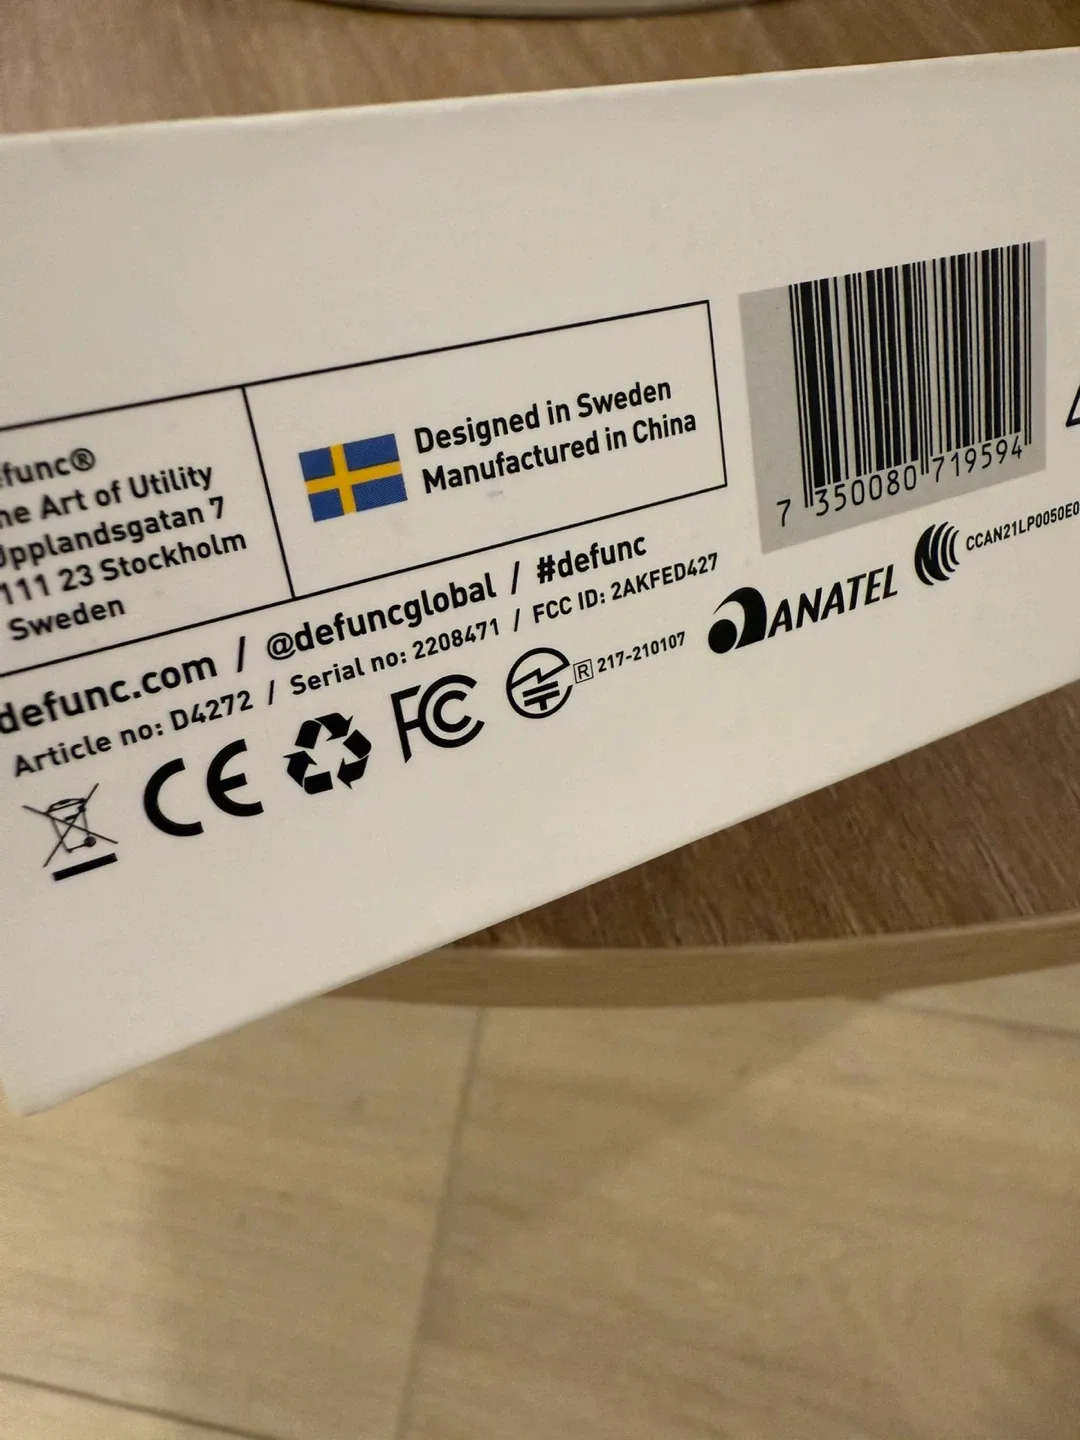 efunc®
The Art of Utility
Upplandsgatan 7
111 23 Stockholm
Sweden
Designed in Sweden
Manufactured in China
7 350080 719594
defunc.com / @defuncglobal / #defunc
Article no: D4272 / Serial no: 2208471 / FCC ID: 2AKFED427
CE FC R 217-210107 ANATEL CCAN21LP0050E0